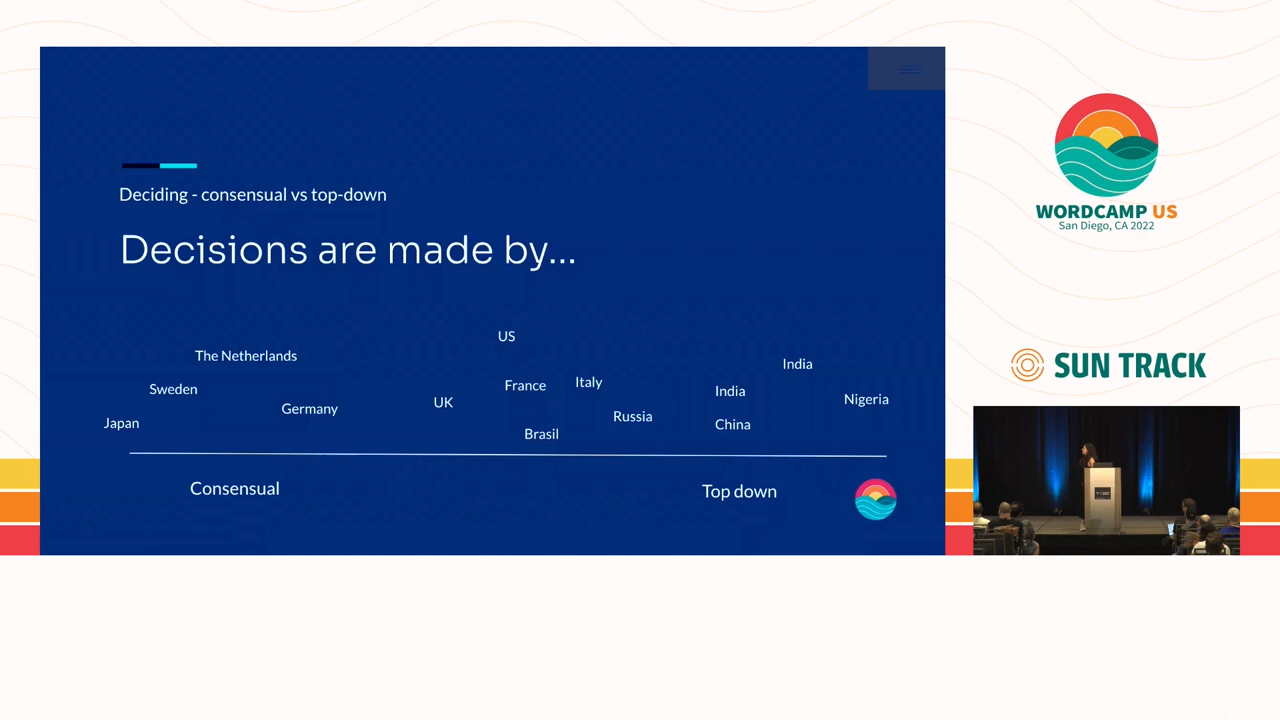 Deciding - consensual vs top-down
Decisions are made by...
US
The Netherlands
India
Sweden
France
Italy
India
Germany
UK
Nigeria
Japan
Russia
China
Brasil
Consensual
Top down
WORDCAMP US
San Diego, CA 2022
SUN TRACK